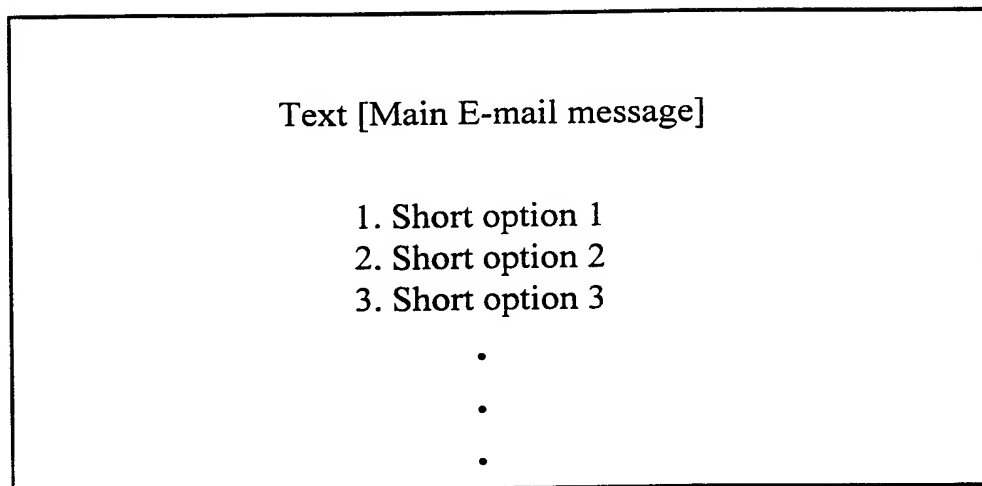 Text [Main E-mail message]
1. Short option 1
2. Short option 2
3. Short option 3
.
.
.